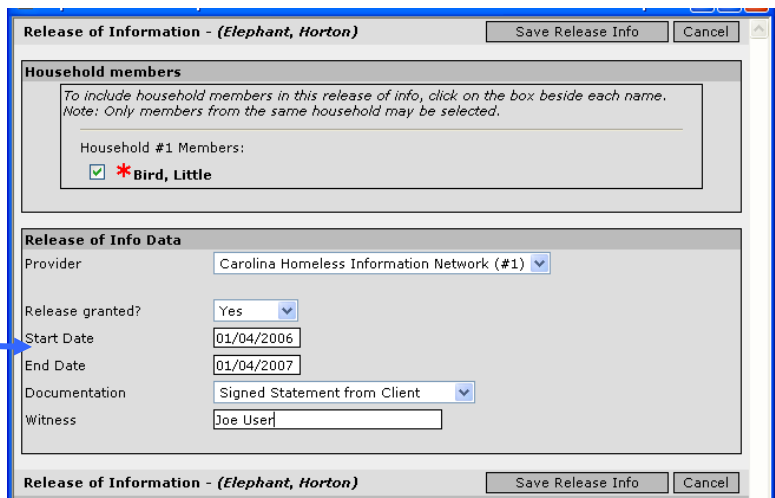 Release of Information - (Elephant, Horton) Save Release Info Cancel
Household members
To include household members in this release of info, click on the box beside each name.
Note: Only members from the same household may be selected.
Household #1 Members:
*Bird, Little
Release of Info Data
Provider Carolina Homeless Information Network (#1)
Release granted? Yes
Start Date 01/04/2006
End Date 01/04/2007
Documentation Signed Statement from Client
Witness Joe User
Release of Information - (Elephant, Horton) Save Release Info Cancel